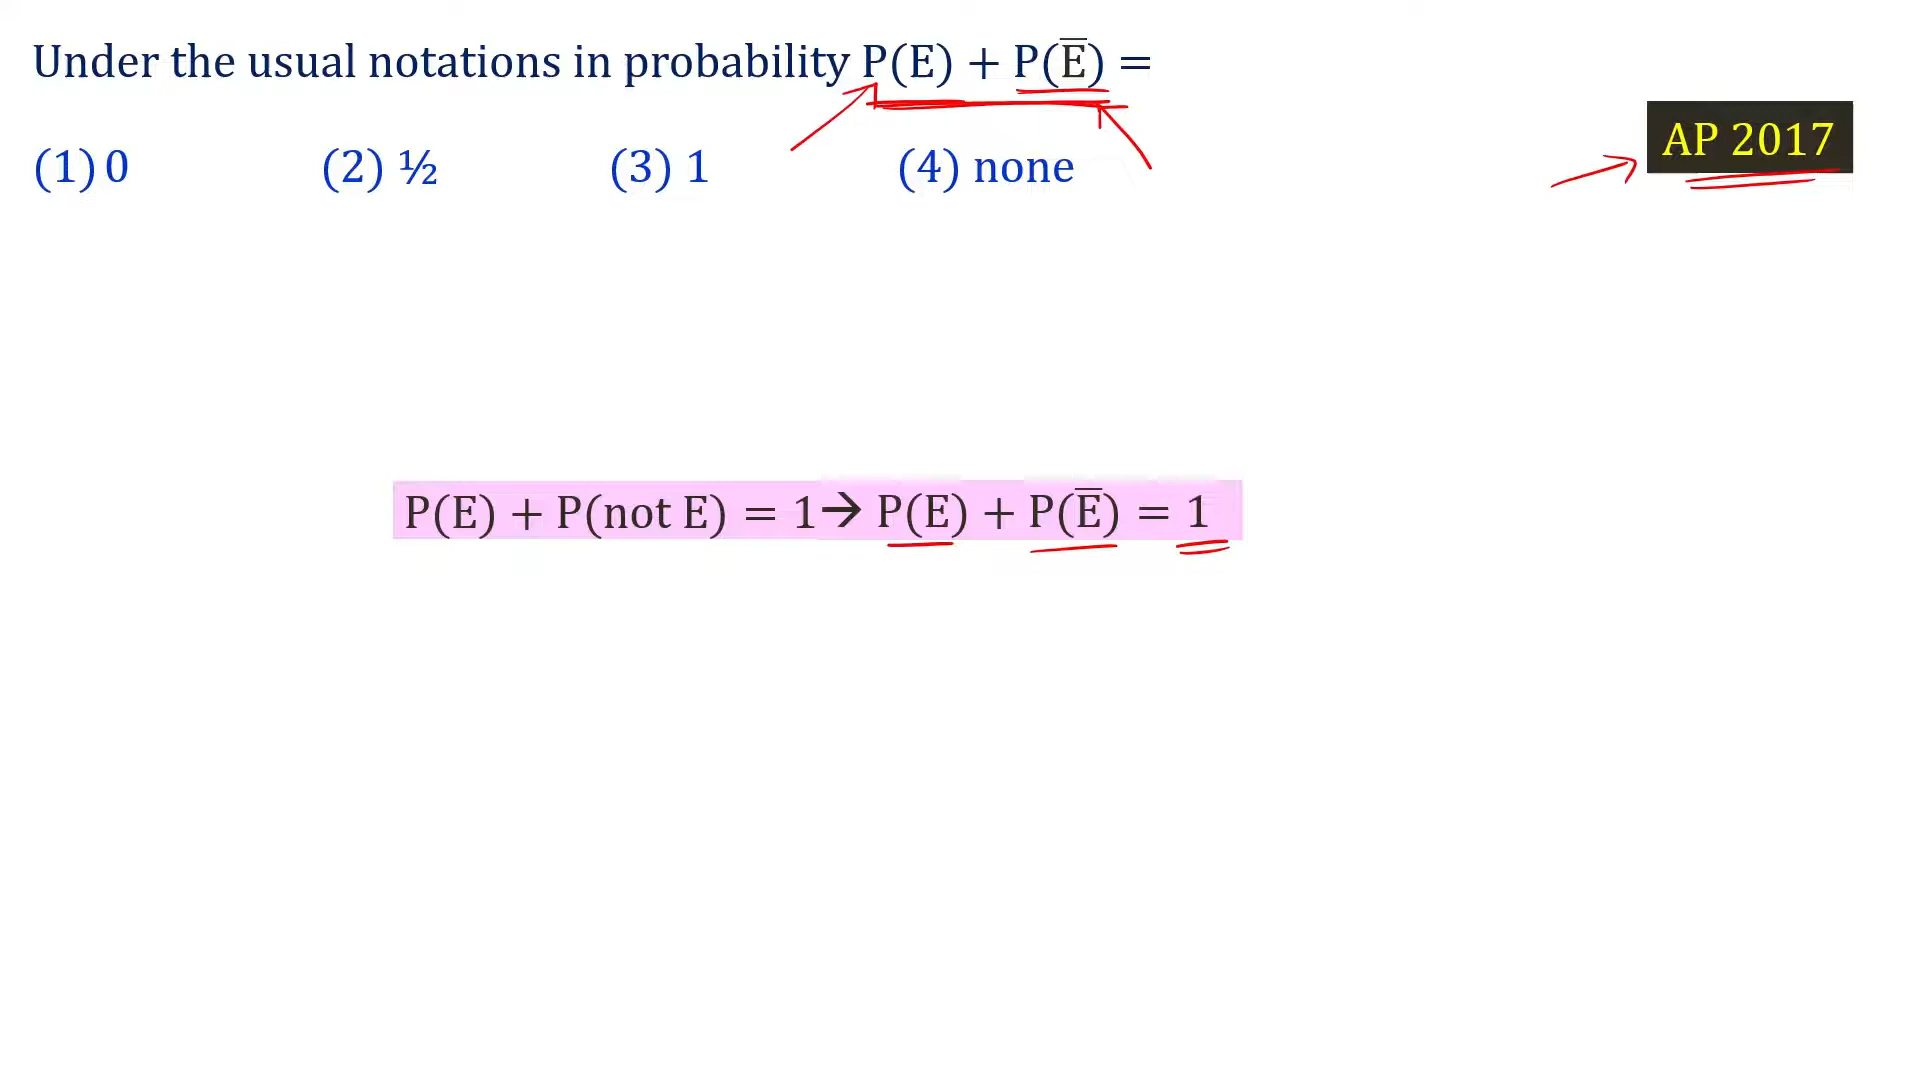 Under the usual notations in probability P(E) + P(E̅) =
AP 2017
(1) 0 (2) ½ (3) 1 (4) none
P(E) + P(not E) = 1→ P(E) + P(E̅) = 1